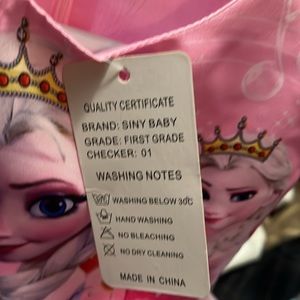 QUALITY CERTIFICATE
BRAND: SINY BABY
GRADE: FIRST GRADE
CHECKER: 01
WASHING NOTES
WASHING BELOW 30C
HAND WASHING
NO BLEACHING
NO DRY CLEANING
MADE IN CHINA